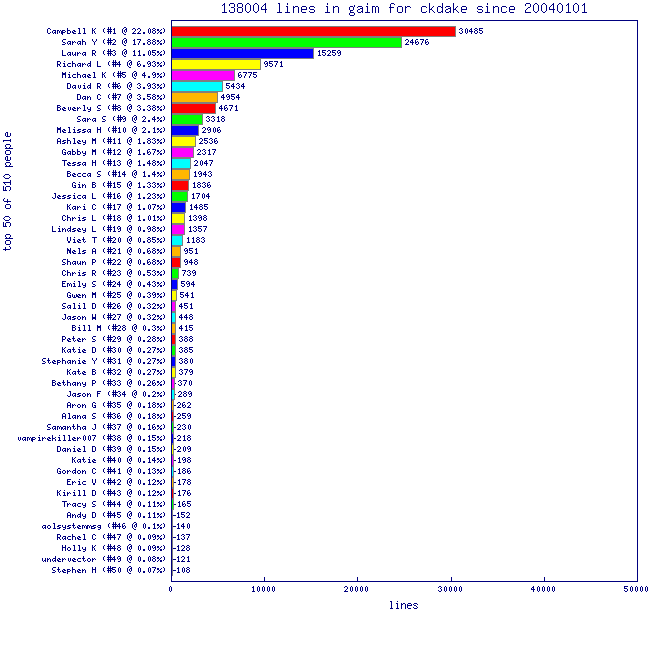 138004 lines in gaim for ckdake since 20040101
top 50 of 510 people
Campbell K (#1 @ 22.08%) 30485
Sarah Y (#2 @ 17.88%) 24676
Laura R (#3 @ 11.05%) 15259
Richard L (#4 @ 6.93%) 9571
Michael K (#5 @ 4.9%) 6775
David R (#6 @ 3.93%) 5434
Dan C (#7 @ 3.58%) 4954
Beverly S (#8 @ 3.38%) 4671
Sara S (#9 @ 2.4%) 3318
Melissa H (#10 @ 2.1%) 2906
Ashley M (#11 @ 1.83%) 2536
Gabby M (#12 @ 1.67%) 2317
Tessa H (#13 @ 1.48%) 2047
Becca S (#14 @ 1.4%) 1943
Gin B (#15 @ 1.33%) 1836
Jessica L (#16 @ 1.23%) 1704
Kari C (#17 @ 1.07%) 1485
Chris L (#18 @ 1.01%) 1398
Lindsey L (#19 @ 0.98%) 1357
Viet T (#20 @ 0.85%) 1183
Nels A (#21 @ 0.68%) 951
Shaun P (#22 @ 0.68%) 948
Chris R (#23 @ 0.53%) 739
Emily S (#24 @ 0.43%) 594
Gwen M (#25 @ 0.39%) 541
Salil D (#26 @ 0.32%) 451
Jason W (#27 @ 0.32%) 448
Bill M (#28 @ 0.3%) 415
Peter S (#29 @ 0.28%) 388
Katie D (#30 @ 0.27%) 385
Stephanie Y (#31 @ 0.27%) 380
Kate B (#32 @ 0.27%) 379
Bethany P (#33 @ 0.26%) 370
Jason F (#34 @ 0.2%) 289
Aron G (#35 @ 0.18%) 262
Alana S (#36 @ 0.18%) 259
Samantha J (#37 @ 0.16%) 230
vampirekiller007 (#38 @ 0.15%) 218
Daniel D (#39 @ 0.15%) 209
Katie (#40 @ 0.14%) 198
Gordon C (#41 @ 0.13%) 186
Eric V (#42 @ 0.12%) 178
Kirill D (#43 @ 0.12%) 176
Tracy S (#44 @ 0.11%) 165
Andy D (#45 @ 0.11%) 152
aolsystemmsg (#46 @ 0.1%) 140
Rachel C (#47 @ 0.09%) 137
Holly K (#48 @ 0.09%) 128
undervector (#49 @ 0.08%) 121
Stephen H (#50 @ 0.07%) 108
0 10000 20000 30000 40000 50000
lines